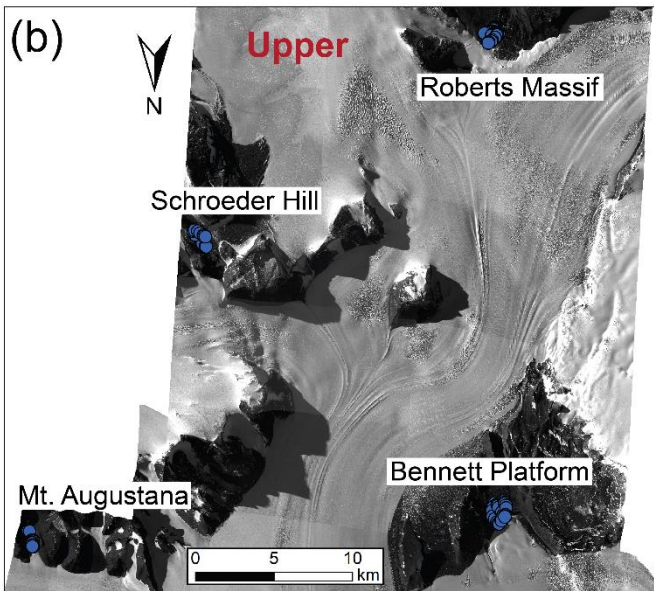 (b)
Upper
N
Roberts Massif
Schroeder Hill
Bennett Platform
Mt. Augustana
0 5 10
km